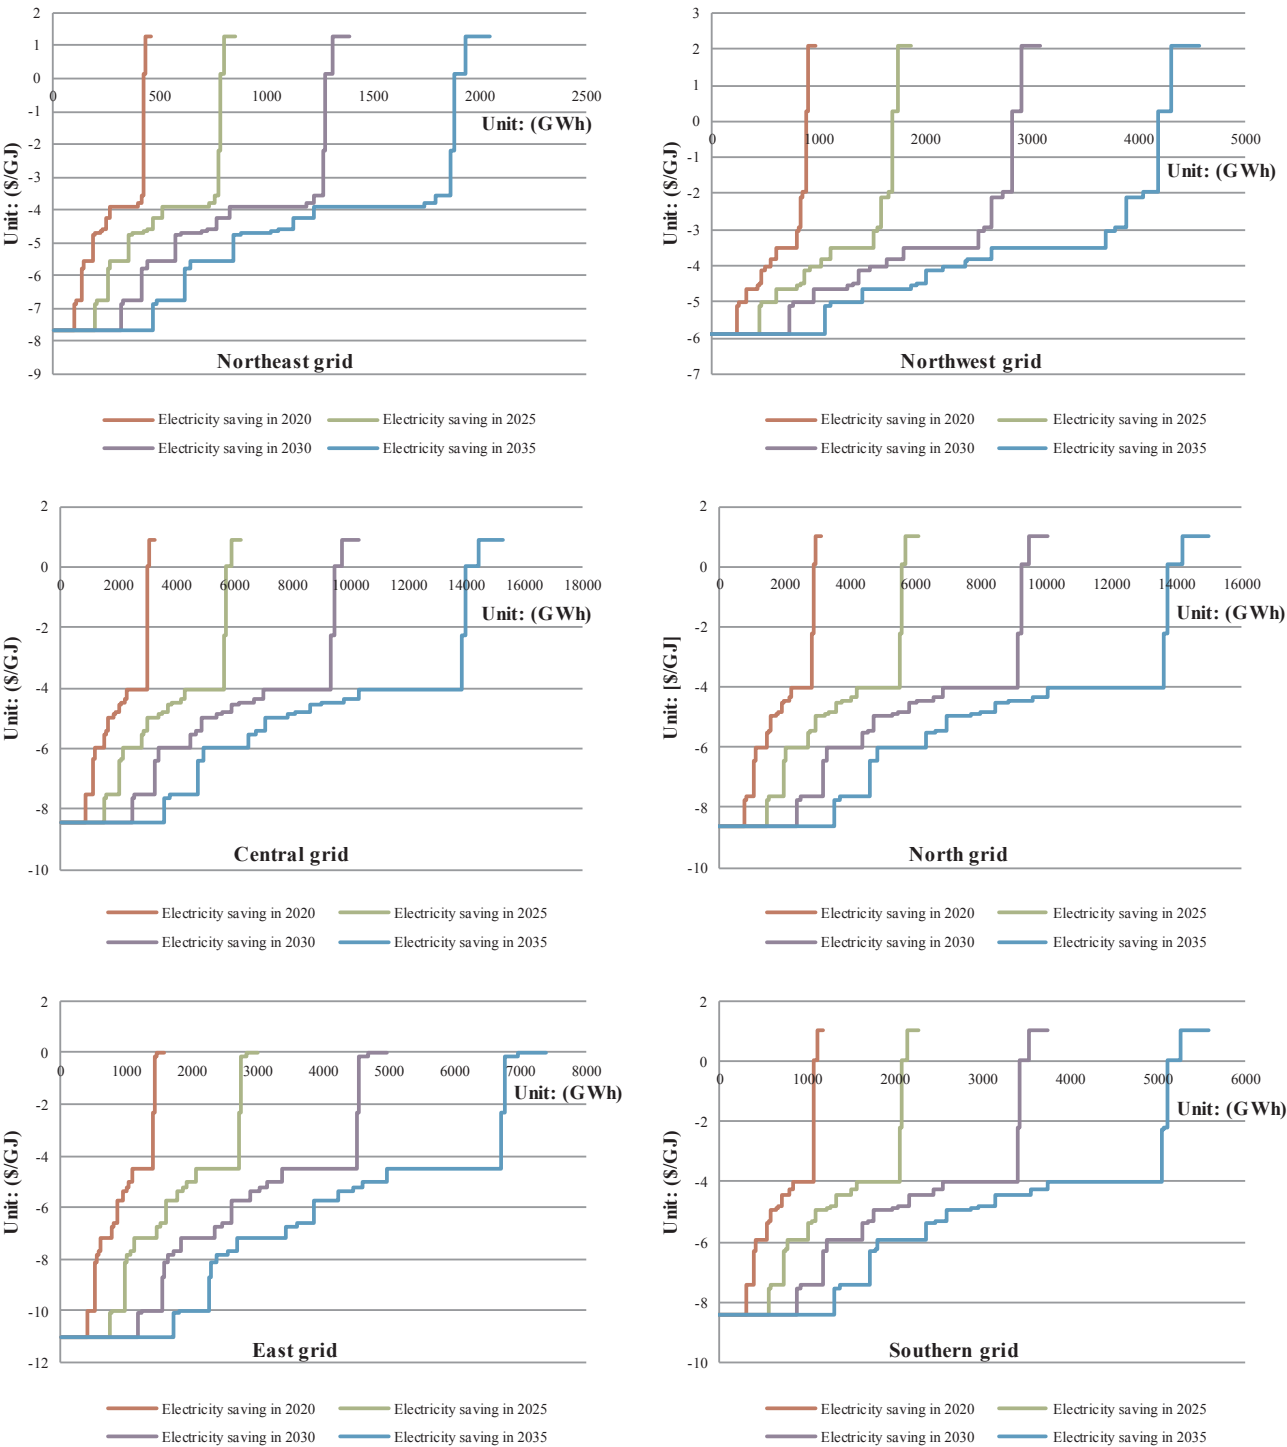 2
1
0
-1
-2
-3
-4
-5
-6
-7
-8
-9
0 500 1000 1500 2000 2500
Unit: (GWh)
Unit: ($/GJ)
Northeast grid
Electricity saving in 2020 Electricity saving in 2025
Electricity saving in 2030 Electricity saving in 2035
3
2
1
0
-1
-2
-3
-4
-5
-6
-7
0 1000 2000 3000 4000 5000
Unit: (GWh)
Unit: ($/GJ)
Northwest grid
Electricity saving in 2020 Electricity saving in 2025
Electricity saving in 2030 Electricity saving in 2035
2
0
-2
-4
-6
-8
-10
0 2000 4000 6000 8000 10000 12000 14000 16000 18000
Unit: (GWh)
Unit: ($/GJ)
Central grid
Electricity saving in 2020 Electricity saving in 2025
Electricity saving in 2030 Electricity saving in 2035
2
0
-2
-4
-6
-8
-10
0 2000 4000 6000 8000 10000 12000 14000 16000
Unit: (GWh)
Unit: [$/GJ]
North grid
Electricity saving in 2020 Electricity saving in 2025
Electricity saving in 2030 Electricity saving in 2035
2
0
-2
-4
-6
-8
-10
-12
0 1000 2000 3000 4000 5000 6000 7000 8000
Unit: (GWh)
Unit: ($/GJ)
East grid
Electricity saving in 2020 Electricity saving in 2025
Electricity saving in 2030 Electricity saving in 2035
2
0
-2
-4
-6
-8
-10
0 1000 2000 3000 4000 5000 6000
Unit: (GWh)
Unit: ($/GJ)
Southern grid
Electricity saving in 2020 Electricity saving in 2025
Electricity saving in 2030 Electricity saving in 2035